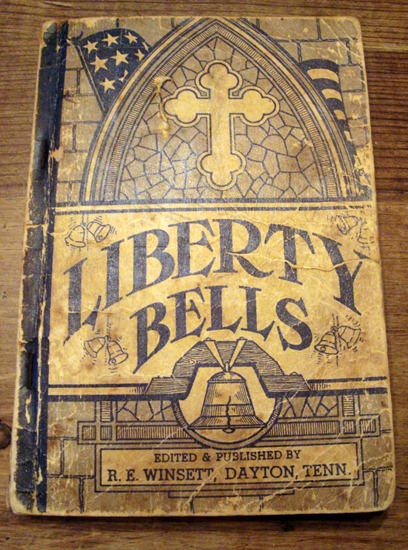 LIBERTY
BELLS
EDITED & PUBLISHED BY
R. E. WINSETT, DAYTON, TENN.